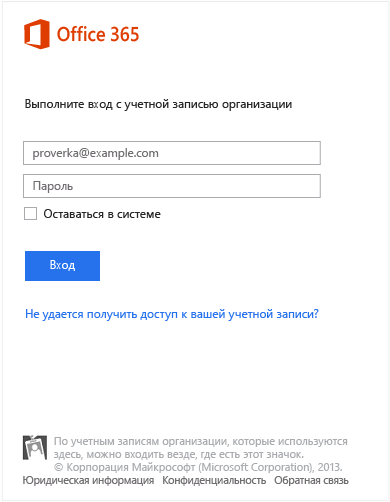 Office 365
Выполните вход с учетной записью организации
proverka@example.com
Пароль
Оставаться в системе
Вход
Не удается получить доступ к вашей учетной записи?
По учетным записям организации, которые используются
здесь, можно входить везде, где есть этот значок.
© Корпорация Майкрософт (Microsoft Corporation), 2013.
Юридическая информация Конфиденциальность Обратная связь